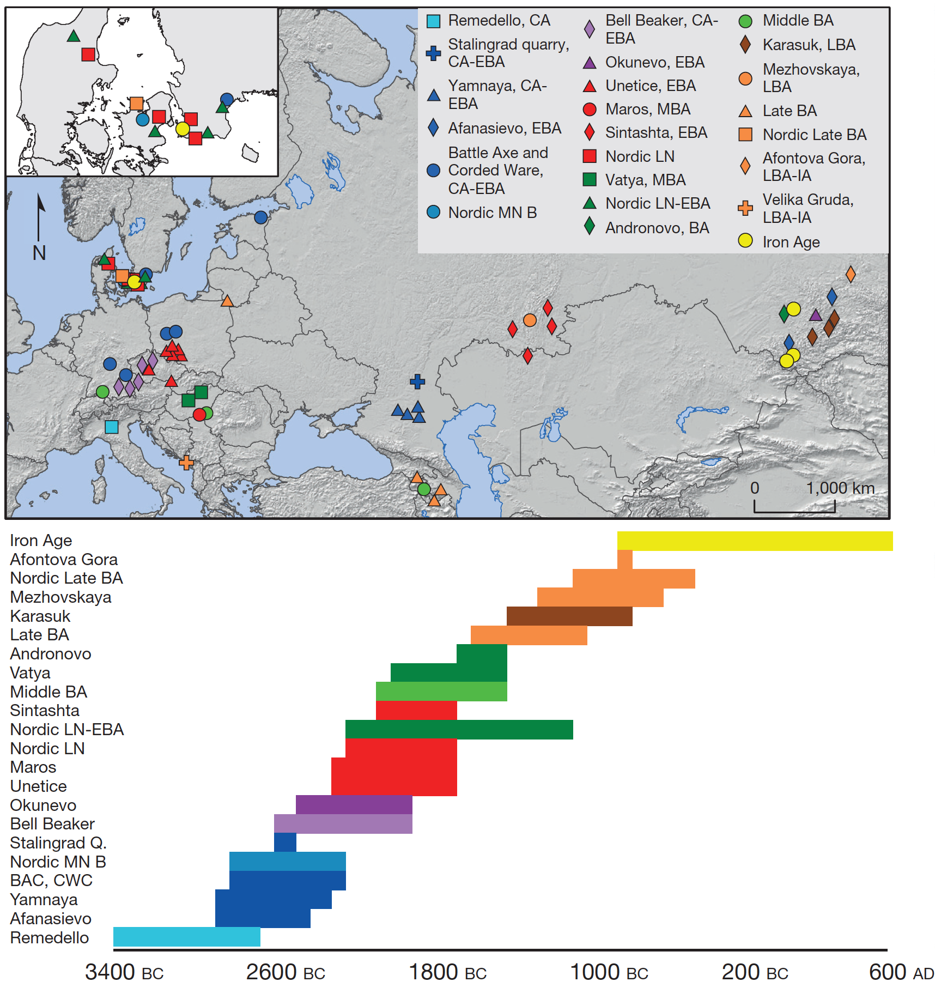 Remedello, CA
Stalingrad quarry,
CA-EBA
Yamnaya, CA-
EBA
Afanasievo, EBA
Battle Axe and
Corded Ware,
CA-EBA
Nordic MN B
Bell Beaker, CA-
EBA
Okunevo, EBA
Unetice, EBA
Maros, MBA
Sintashta, EBA
Nordic LN
Vatya, MBA
Nordic LN-EBA
Andronovo, BA
Middle BA
Karasuk, LBA
Mezhovskaya,
LBA
Late BA
Nordic Late BA
Afontova Gora,
LBA-IA
Velika Gruda,
LBA-IA
Iron Age
N
0 1,000 km
Iron Age
Afontova Gora
Nordic Late BA
Mezhovskaya
Karasuk
Late BA
Andronovo
Vatya
Middle BA
Sintashta
Nordic LN-EBA
Nordic LN
Maros
Unetice
Okunevo
Bell Beaker
Stalingrad Q.
Nordic MN B
BAC, CWC
Yamnaya
Afanasievo
Remedello
3400 BC 2600 BC 1800 BC 1000 BC 200 BC 600 AD